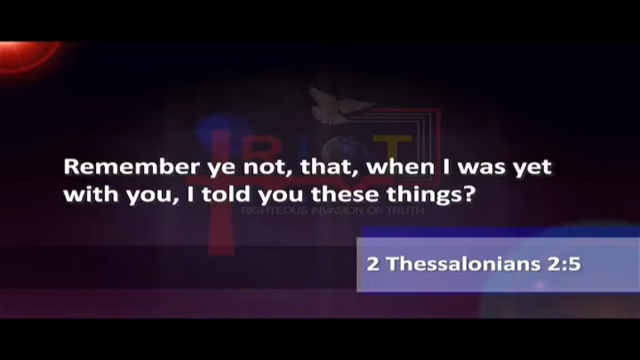 RIOT
Remember ye not, that, when I was yet
with you, I told you these things?
RIGHTEOUS INVASION OF TRUTH
2 Thessalonians 2:5